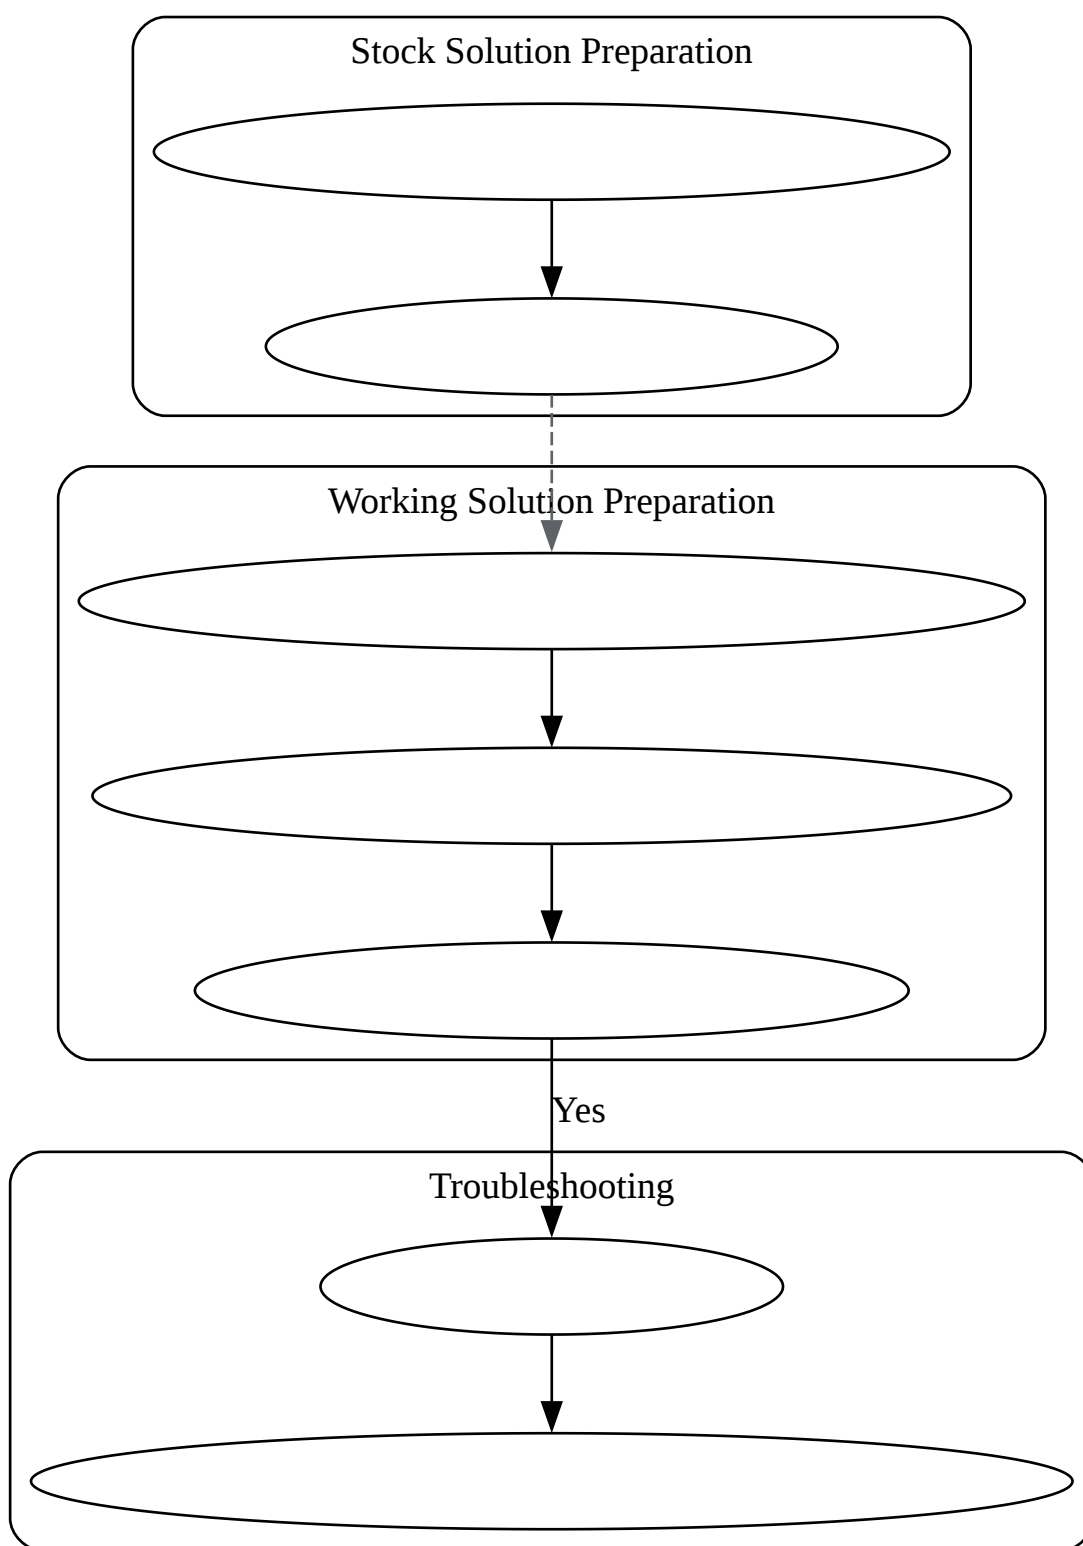 Stock Solution Preparation
Working Solution Preparation
Yes
Troubleshooting